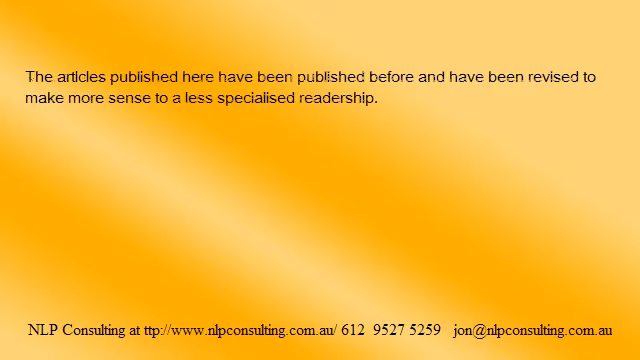 The articles published here have been published before and have been revised to
make more sense to a less specialised readership.
NLP Consulting at ttp://www.nlpconsulting.com.au/ 612  9527 5259   jon@nlpconsulting.com.au